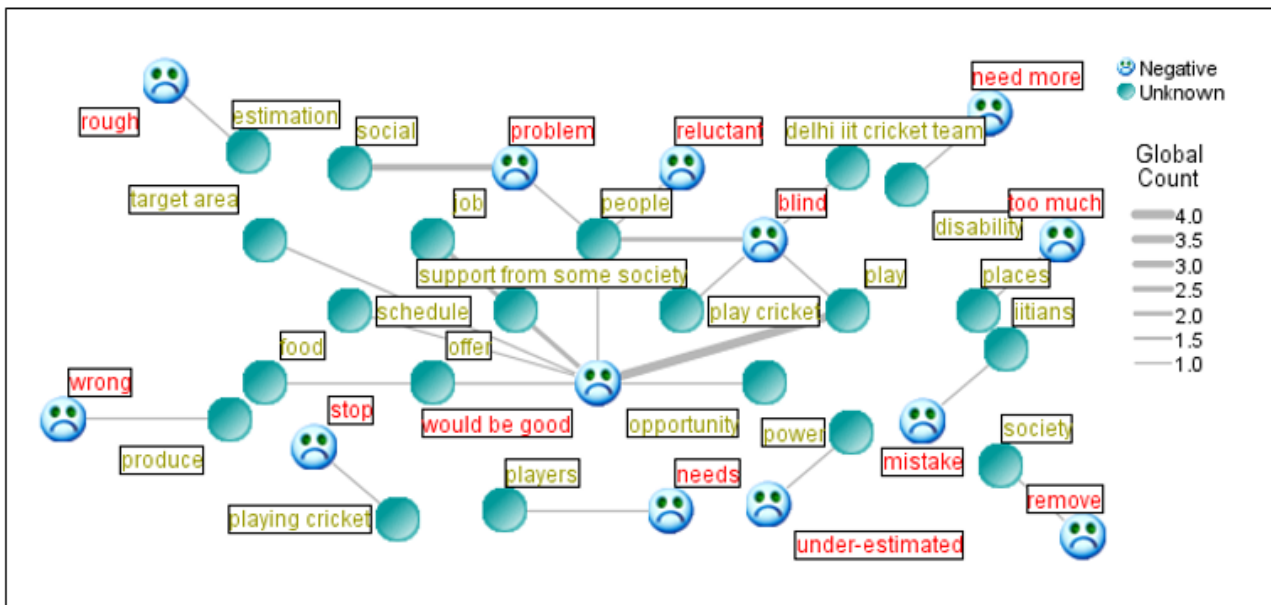 Negative
need more
Unknown
rough
estimation
social
problem
reluctant
delhi iit cricket team
Global
Count
target area
job
people
blind
too much
4.0
disability
3.5
support from some society
play
places
3.0
2.5
schedule
play cricket
iitians
2.0
food
offer
1.5
1.0
wrong
stop
would be good
opportunity
power
society
produce
players
needs
mistake
remove
playing cricket
under-estimated